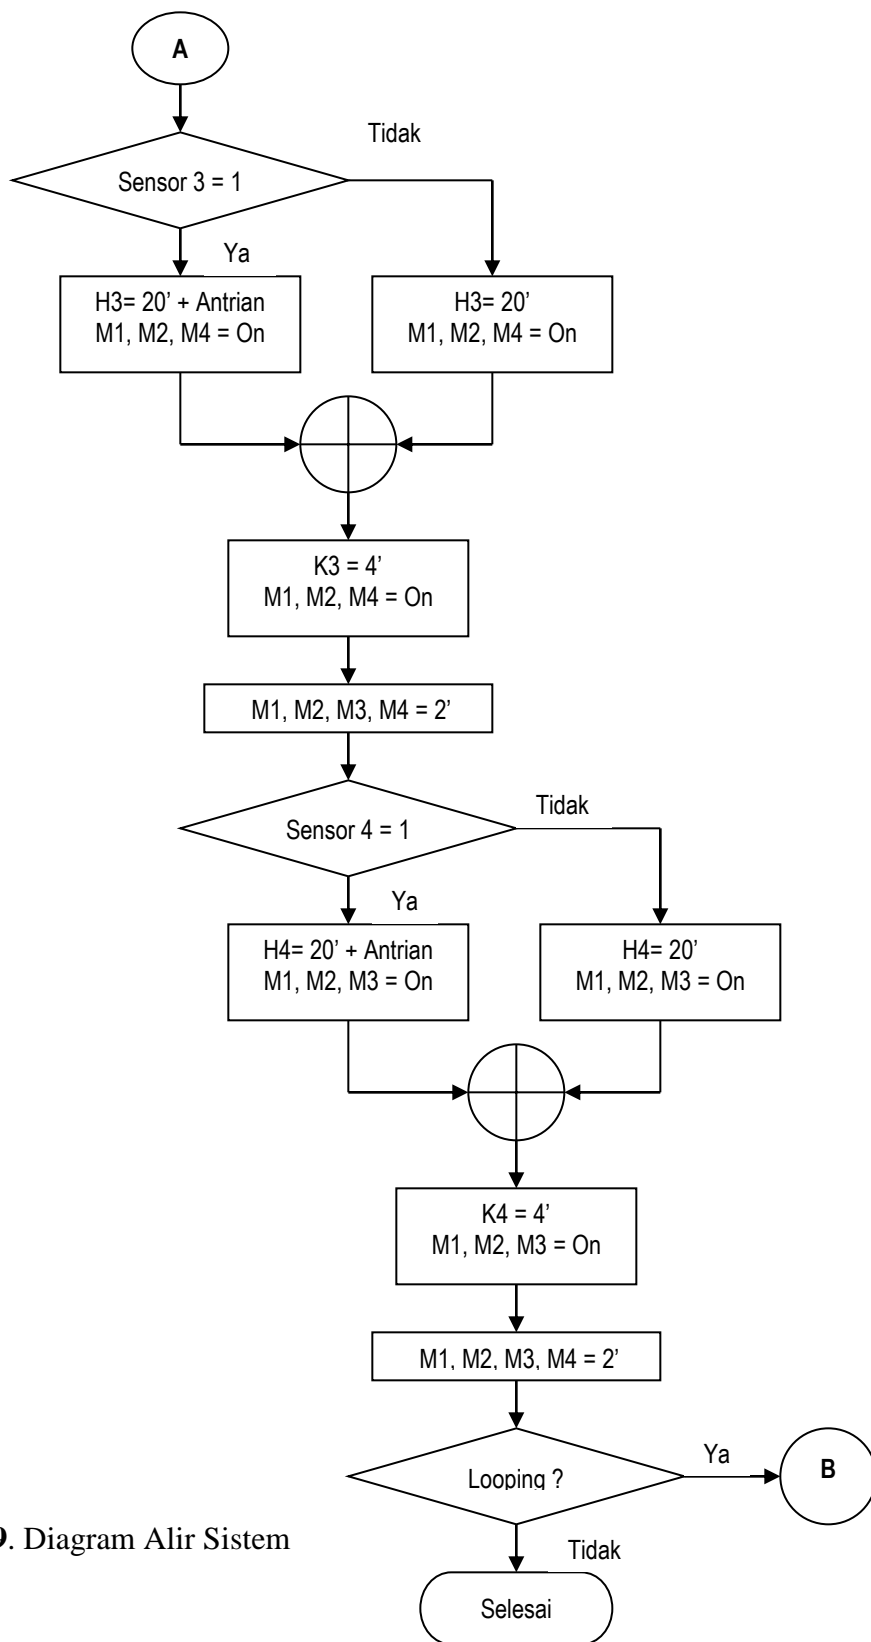 A
Tidak
Sensor 3 = 1
Ya
H3= 20’ + Antrian
M1, M2, M4 = On
H3= 20’
M1, M2, M4 = On
K3 = 4’
M1, M2, M4 = On
M1, M2, M3, M4 = 2’
Tidak
Sensor 4 = 1
Ya
H4= 20’ + Antrian
M1, M2, M3 = On
H4= 20’
M1, M2, M3 = On
K4 = 4’
M1, M2, M3 = On
M1, M2, M3, M4 = 2’
Ya
B
Looping ?
9. Diagram Alir Sistem
Tidak
Selesai